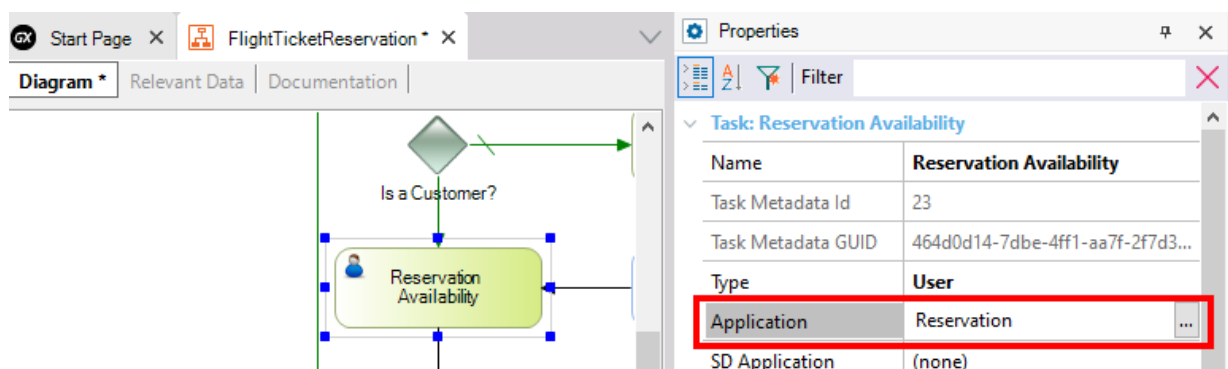 GX Start Page × FlightTicketReservation * ×
Diagram * Relevant Data Documentation
Is a Customer?
Reservation
Availability
Properties
Filter
Task: Reservation Availability
Name Reservation Availability
Task Metadata Id 23
Task Metadata GUID 464d0d14-7dbe-4ff1-aa7f-2f7d3...
Type User
Application Reservation ...
SD Application (none)